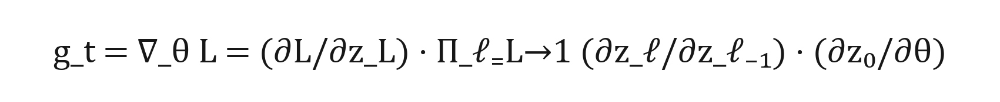 g_t = ∇_θ L = (∂L/∂z_L) · Π_ℓ₌L→1 (∂z_ℓ/∂z_ℓ₋₁) · (∂z₀/∂θ)